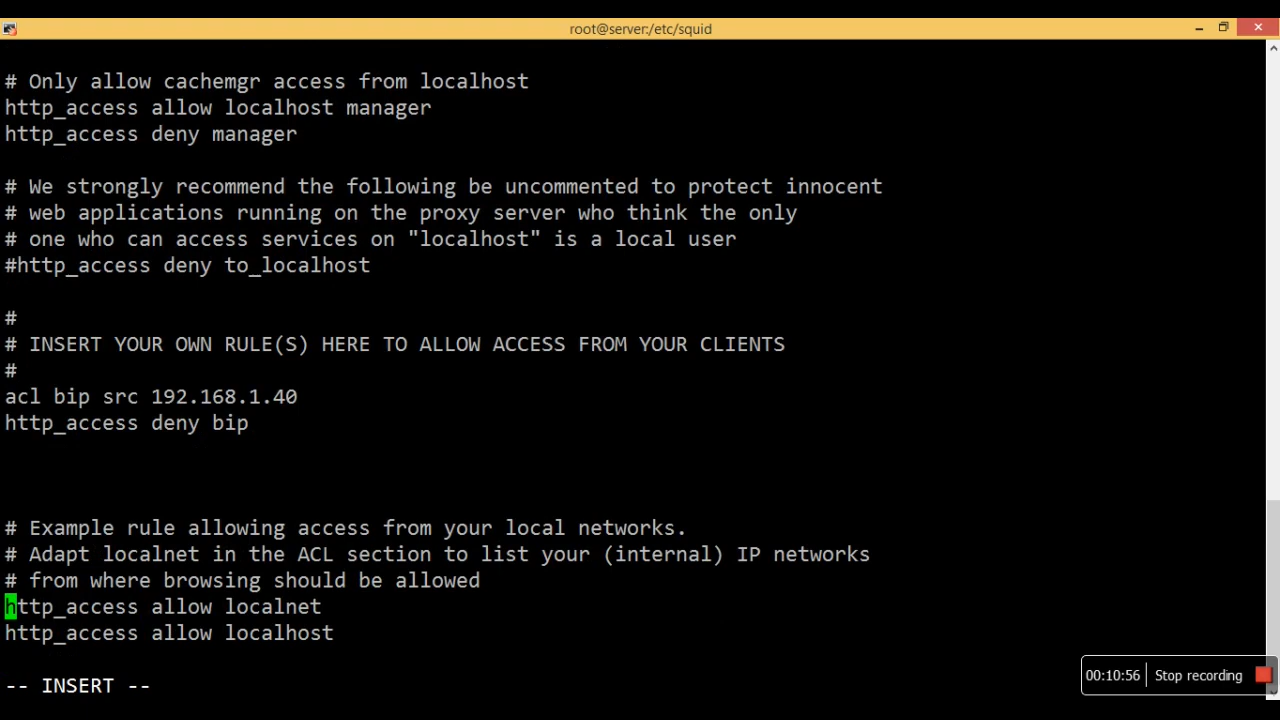 root@server:/etc/squid
# Only allow cachemgr access from localhost
http_access allow localhost manager
http_access deny manager
# We strongly recommend the following be uncommented to protect innocent
# web applications running on the proxy server who think the only
# one who can access services on "localhost" is a local user
#http_access deny to_localhost
#
# INSERT YOUR OWN RULE(S) HERE TO ALLOW ACCESS FROM YOUR CLIENTS
#
acl bip src 192.168.1.40
http_access deny bip
# Example rule allowing access from your local networks.
# Adapt localnet in the ACL section to list your (internal) IP networks
# from where browsing should be allowed
http_access allow localnet
http_access allow localhost
-- INSERT --
00:10:56 Stop recording